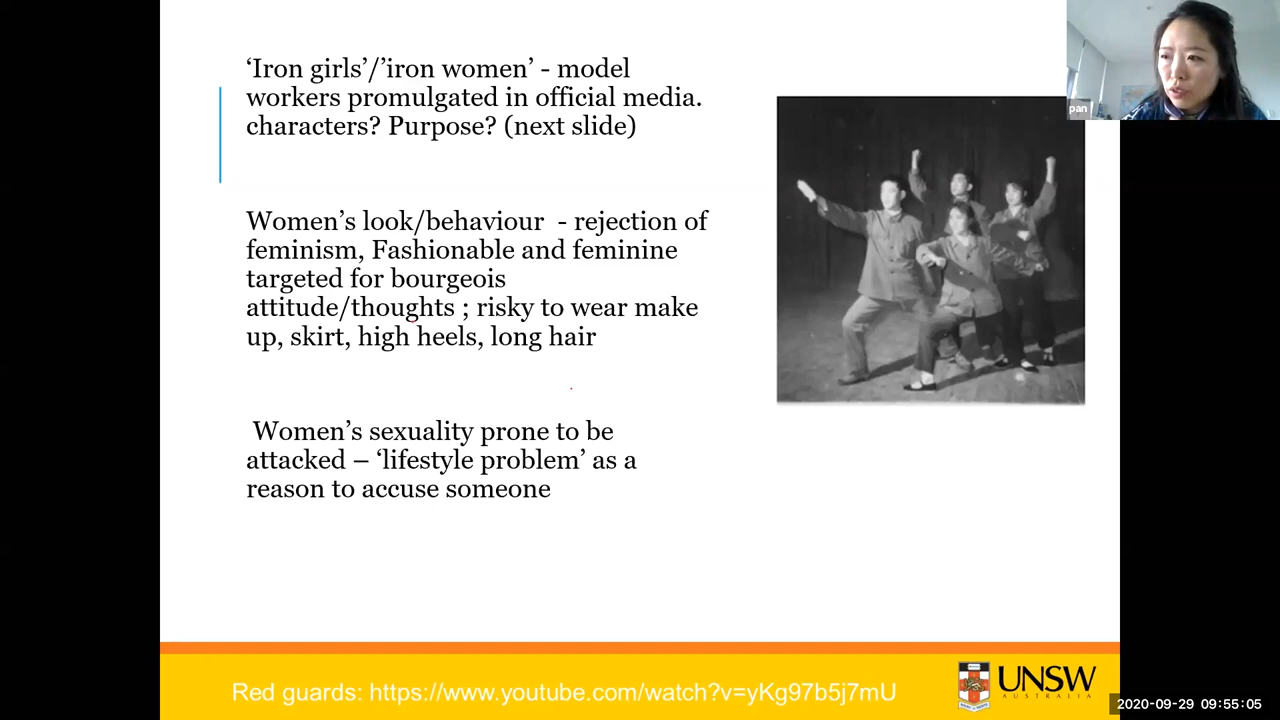 ‘Iron girls’/’iron women’ - model
workers promulgated in official media.
characters? Purpose? (next slide)
Women’s look/behaviour  - rejection of
feminism, Fashionable and feminine
targeted for bourgeois
attitude/thoughts ; risky to wear make
up, skirt, high heels, long hair
Women’s sexuality prone to be
attacked – ‘lifestyle problem’ as a
reason to accuse someone
pan
Red guards: https://www.youtube.com/watch?v=yKg97b5j7mU
UNSW
AUSTRALIA
2020-09-29 09:55:05